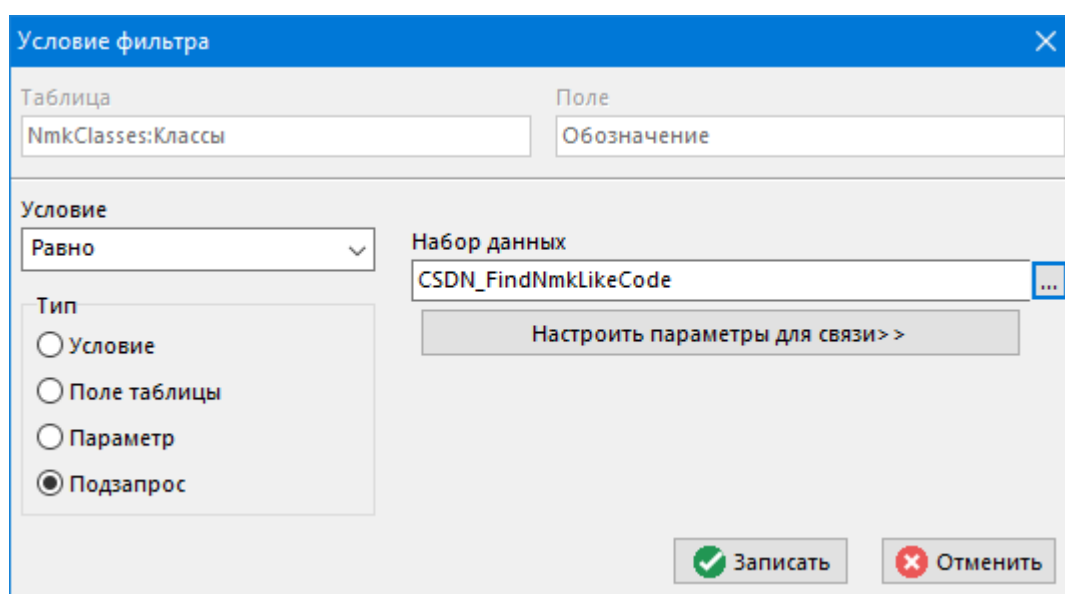 Условие фильтра
Таблица
Поле
NmkClasses:Классы
Обозначение
Условие
Равно
Набор данных
CSDN_FindNmkLikeCode
...
Настроить параметры для связи>>
Тип
Условие
Поле таблицы
Параметр
Подзапрос
Записать
Отменить